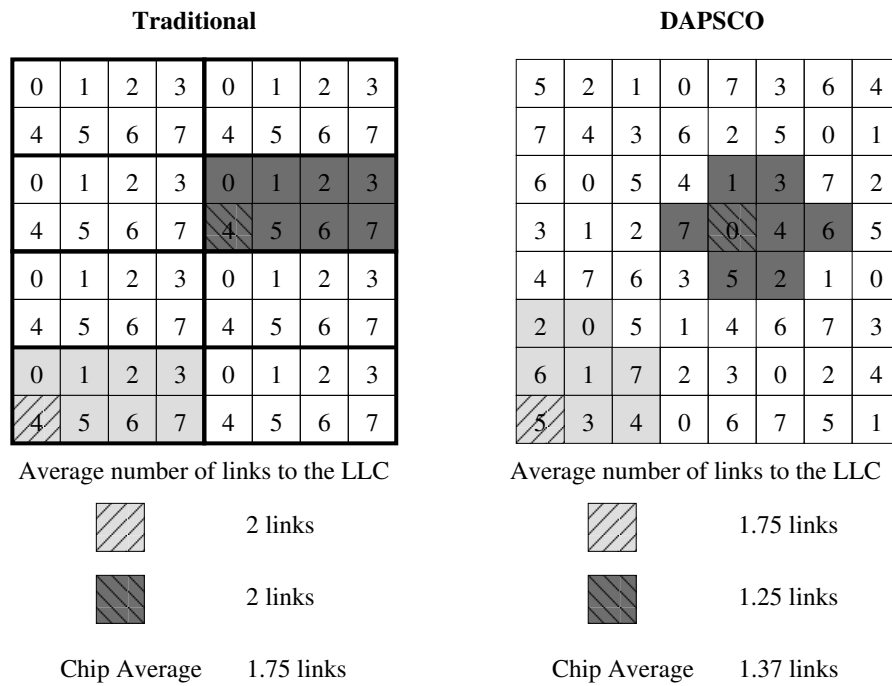 Traditional
0 1 2 3 0 1 2 3
4 5 6 7 4 5 6 7
0 1 2 3 0 1 2 3
4 5 6 7 4 5 6 7
0 1 2 3 0 1 2 3
4 5 6 7 4 5 6 7
0 1 2 3 0 1 2 3
4 5 6 7 4 5 6 7
Average number of links to the LLC
2 links
2 links
Chip Average 1.75 links
DAPSCO
5 2 1 0 7 3 6 4
7 4 3 6 2 5 0 1
6 0 5 4 1 3 7 2
3 1 2 7 0 4 6 5
4 7 6 3 5 2 1 0
2 0 5 1 4 6 7 3
6 1 7 2 3 0 2 4
5 3 4 0 6 7 5 1
Average number of links to the LLC
1.75 links
1.25 links
Chip Average 1.37 links